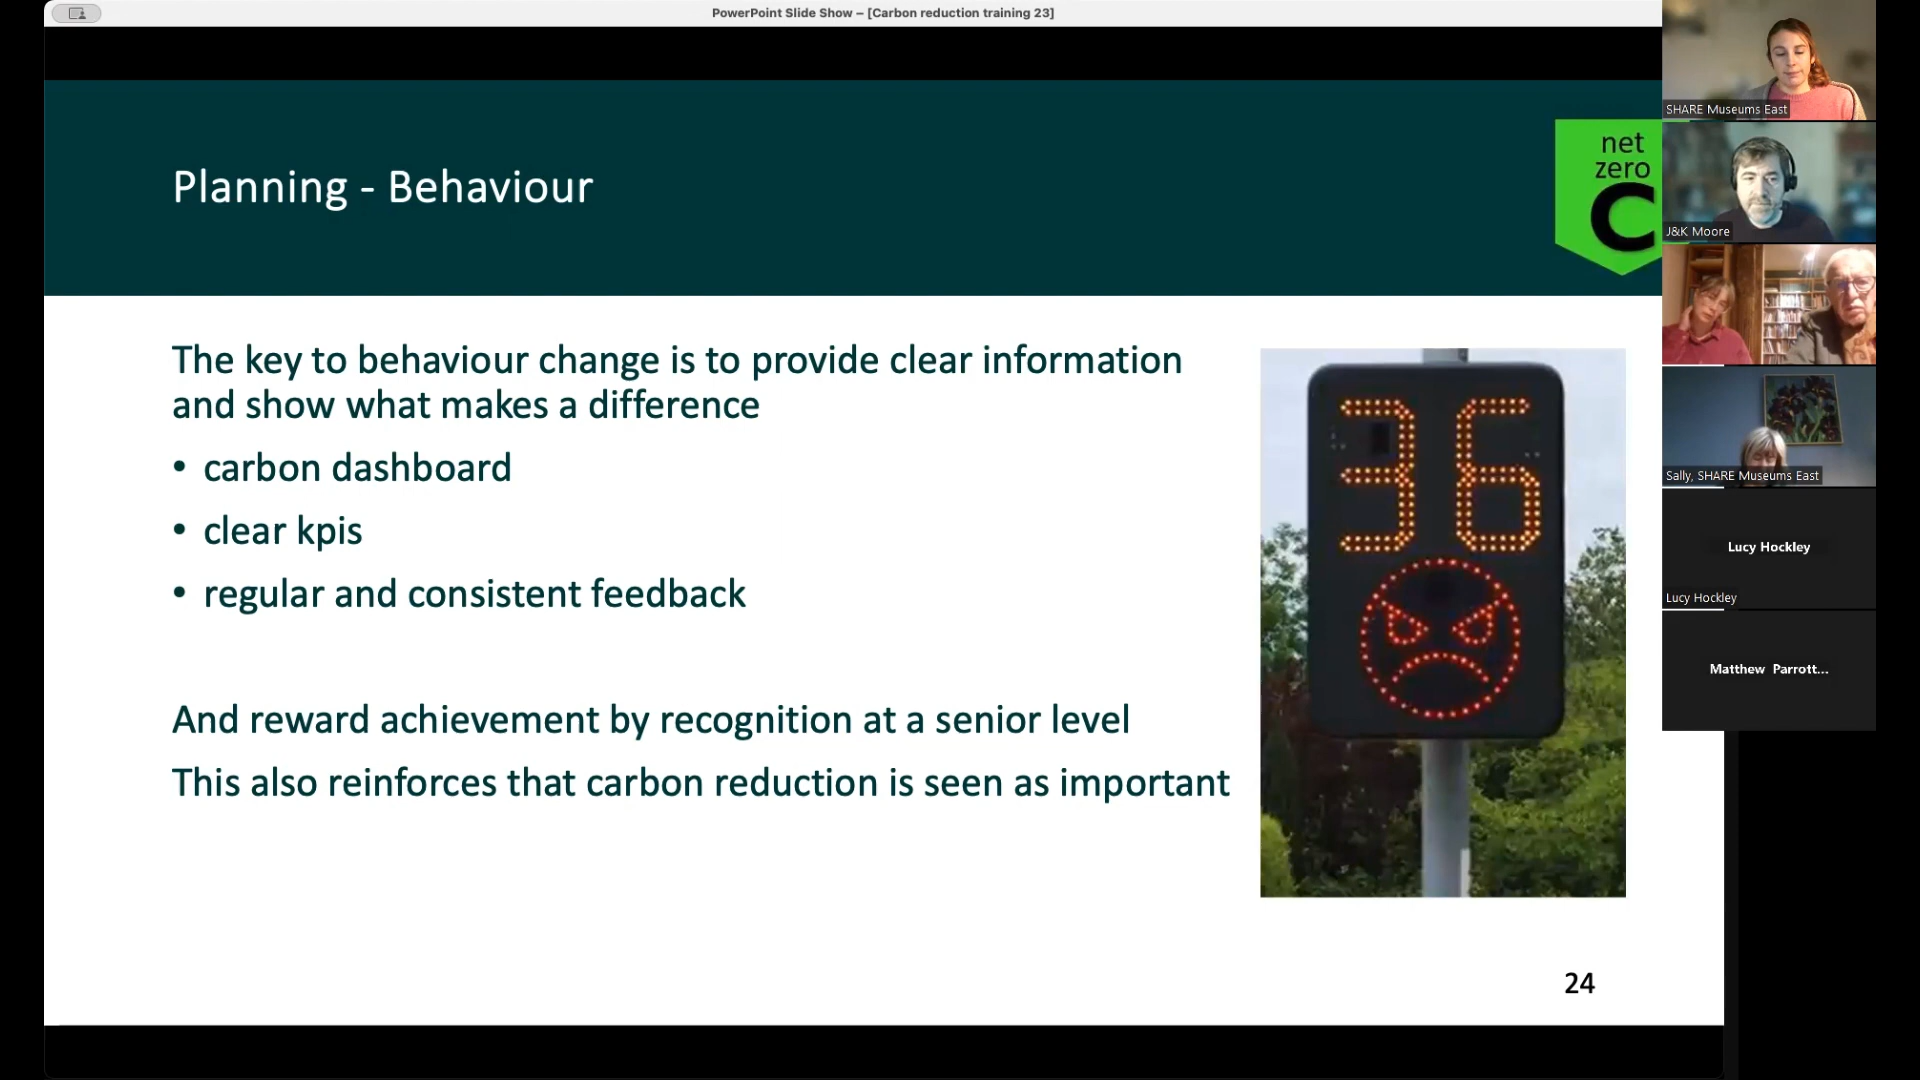 PowerPoint Slide Show – [Carbon reduction training 23]
Planning - Behaviour
net
zero
C
The key to behaviour change is to provide clear information
and show what makes a difference
• carbon dashboard
• clear kpis
• regular and consistent feedback
And reward achievement by recognition at a senior level
This also reinforces that carbon reduction is seen as important
36
24
SHARE Museums East
J&K Moore
Sally, SHARE Museums East
Lucy Hockley
Lucy Hockley
Matthew Parrott...